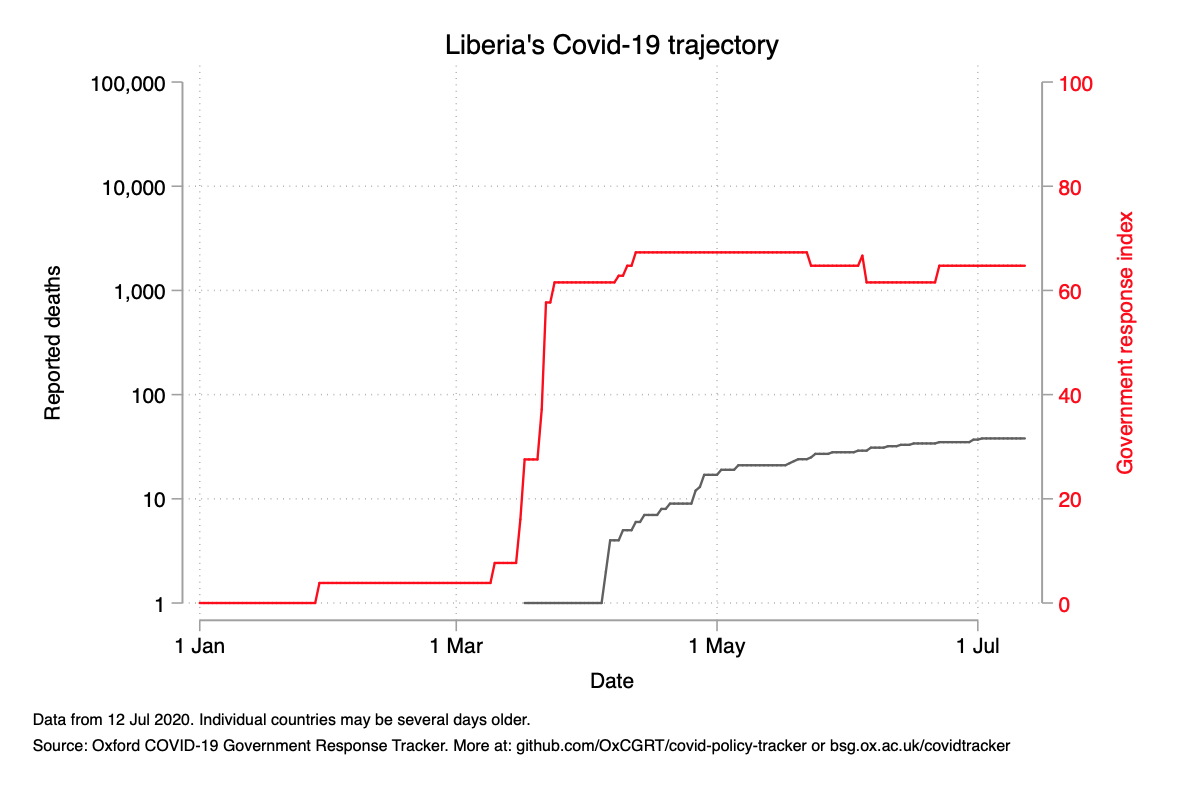 Liberia's Covid-19 trajectory
100,000
10,000
1,000
100
10
1
Reported deaths
100
80
60
40
20
0
Government response index
1 Jan
1 Mar
1 May
1 Jul
Date
Data from 12 Jul 2020. Individual countries may be several days older.
Source: Oxford COVID-19 Government Response Tracker. More at: github.com/OxCGRT/covid-policy-tracker or bsg.ox.ac.uk/covidtracker